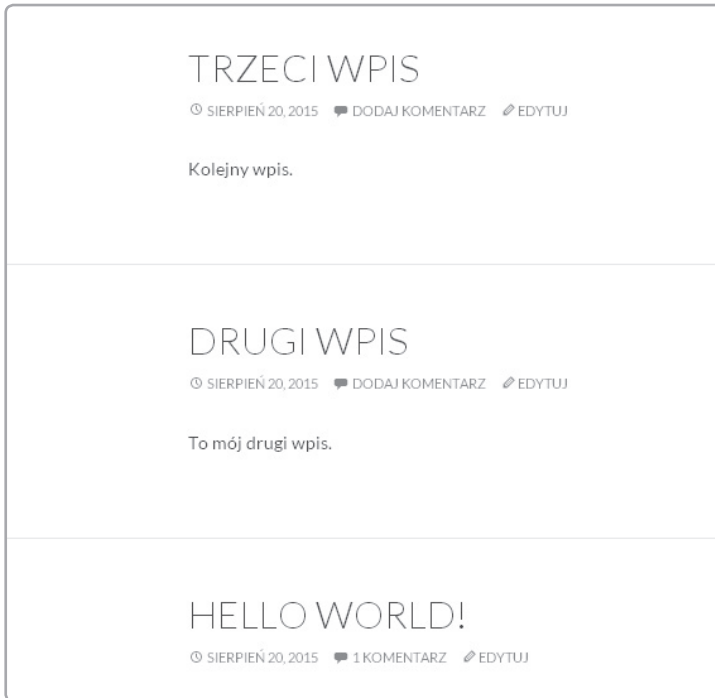 TRZECI WPIS
SIERPIEŃ 20, 2015 DODAJ KOMENTARZ EDYTUJ
Kolejny wpis.
DRUGI WPIS
SIERPIEŃ 20, 2015 DODAJ KOMENTARZ EDYTUJ
To mój drugi wpis.
HELLO WORLD!
SIERPIEŃ 20, 2015 1 KOMENTARZ EDYTUJ